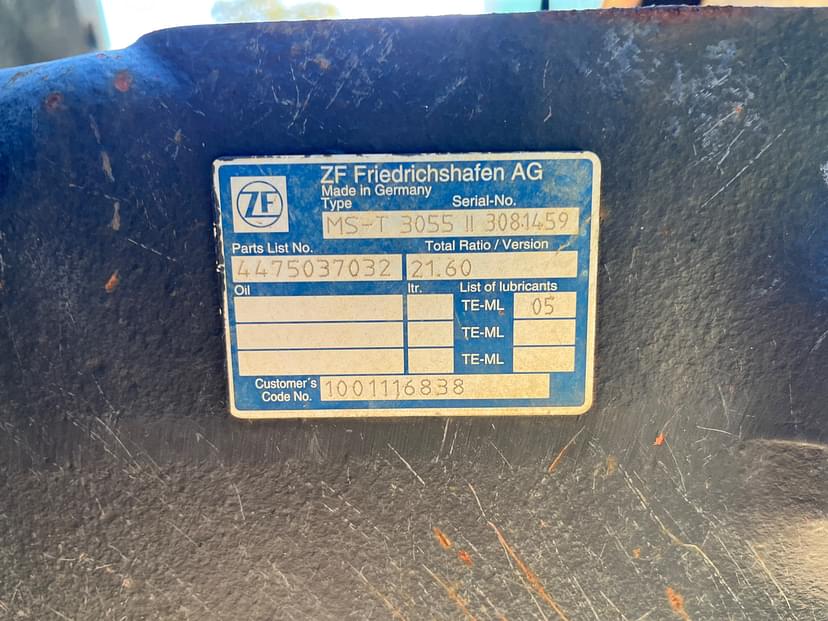 ZF
ZF Friedrichshafen AG
Made in Germany
Type Serial-No.
MS-T 3055 II 3081459
Parts List No. Total Ratio / Version
4475037032 21.60
Oil ltr. List of lubricants
TE-ML 05
TE-ML
TE-ML
Customer´s
Code No. 1001116838